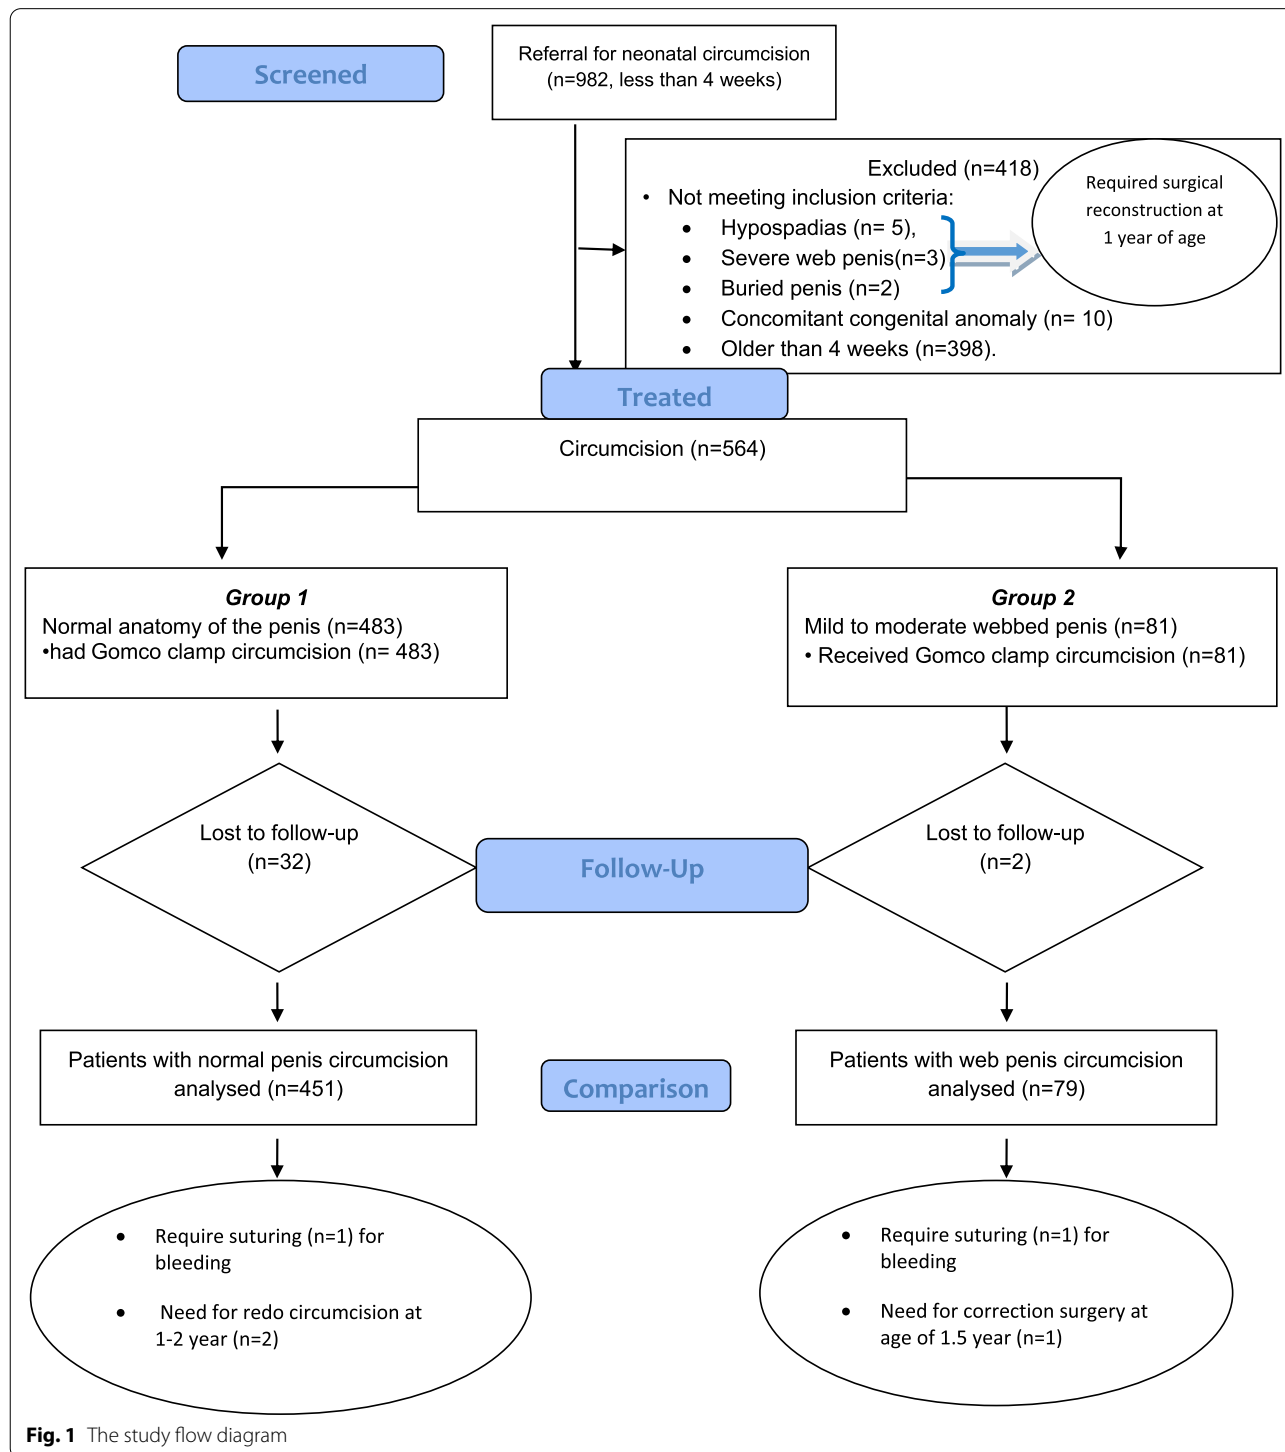 Screened
Referral for neonatal circumcision
(n=982, less than 4 weeks)
Excluded (n=418)
• Not meeting inclusion criteria:
• Hypospadias (n= 5),
• Severe web penis(n=3)
• Buried penis (n=2)
• Concomitant congenital anomaly (n= 10)
• Older than 4 weeks (n=398).
Required surgical
reconstruction at
1 year of age
Treated
Circumcision (n=564)
Group 1
Normal anatomy of the penis (n=483)
•had Gomco clamp circumcision (n= 483)
Group 2
Mild to moderate webbed penis (n=81)
• Received Gomco clamp circumcision (n=81)
Lost to follow-up
(n=32)
Follow-Up
Lost to follow-up
(n=2)
Patients with normal penis circumcision
analysed (n=451)
Comparison
Patients with web penis circumcision
analysed (n=79)
• Require suturing (n=1) for
bleeding
• Need for redo circumcision at
1-2 year (n=2)
• Require suturing (n=1) for
bleeding
• Need for correction surgery at
age of 1.5 year (n=1)
Fig. 1 The study flow diagram